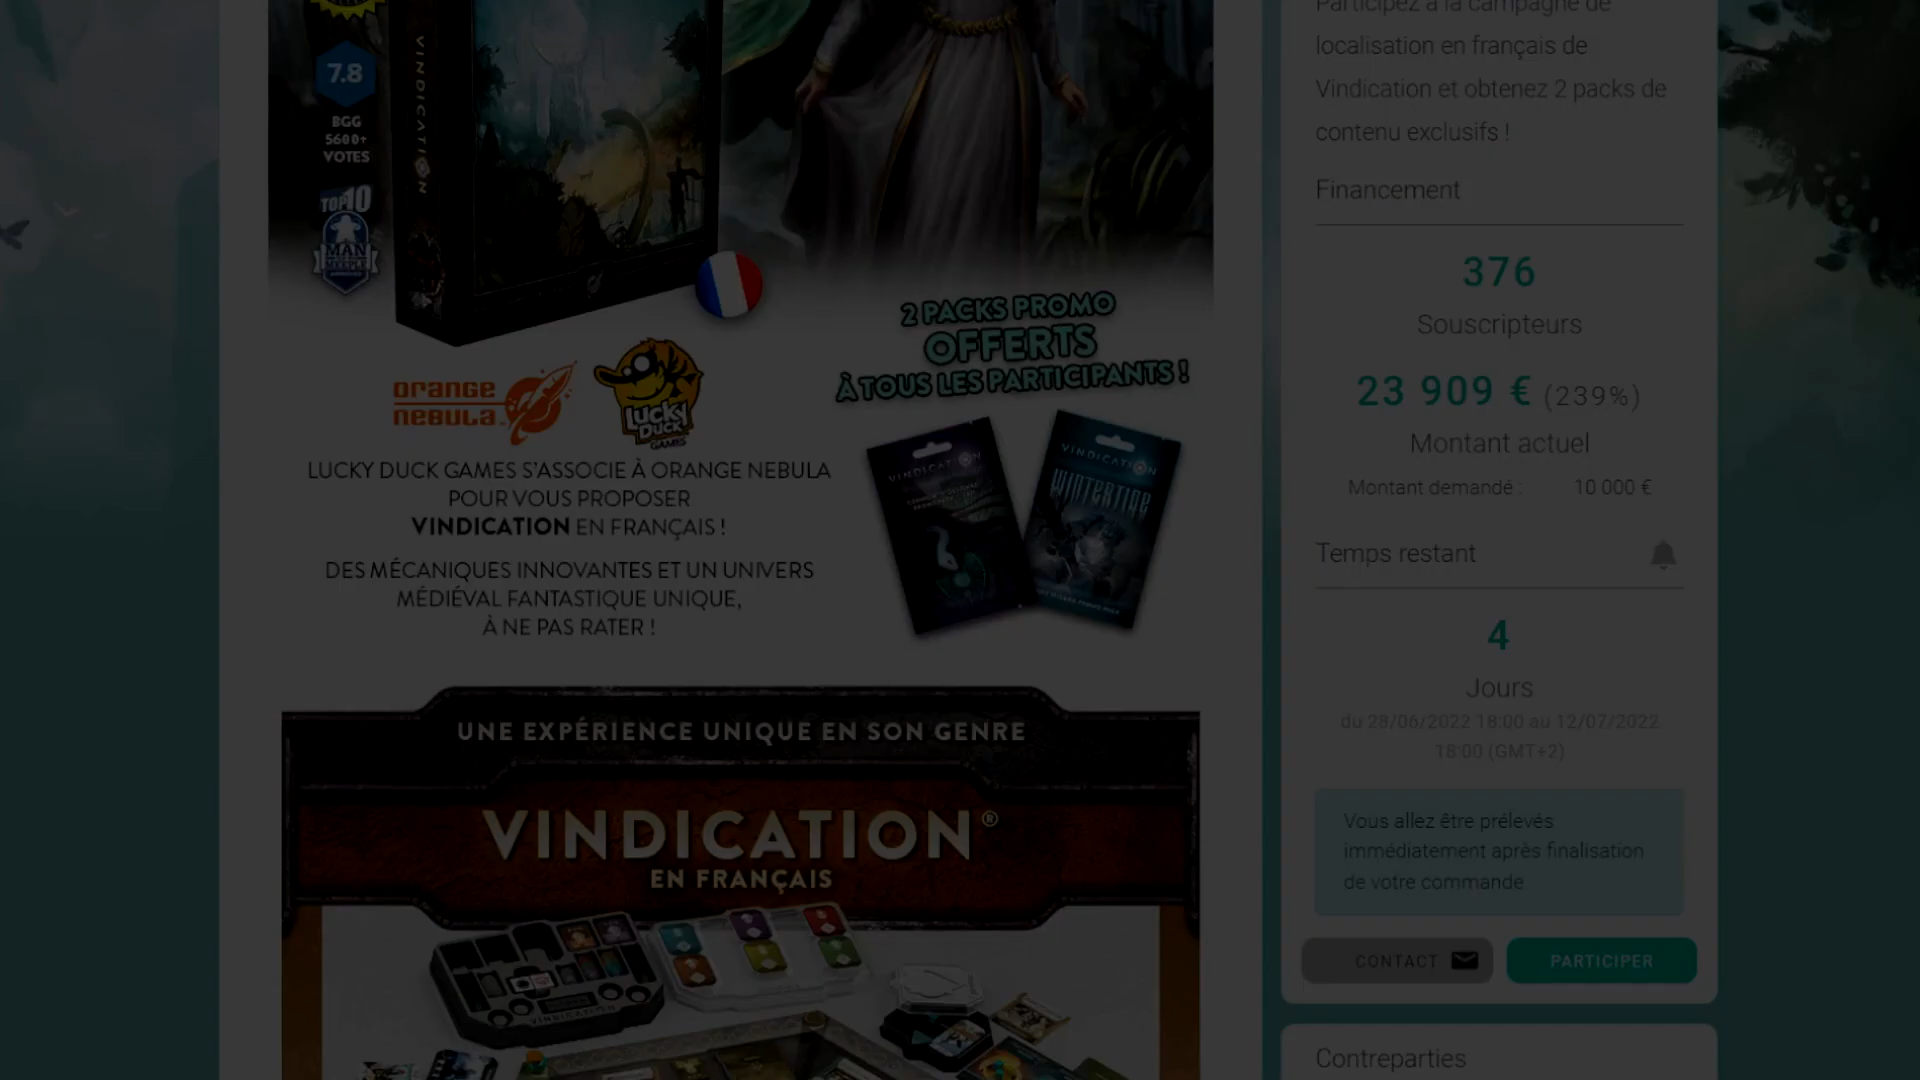 7.8
BGG
5600+
VOTES
TOP10
MAN
VINDICATION
2 PACKS PROMO
OFFERTS
À TOUS LES PARTICIPANTS !
orange
nebula
Lucky
Duck
GAMES
VINDICATION
VINDICATION
WINTERTIDE
LUCKY DUCK GAMES S'ASSOCIE À ORANGE NEBULA
POUR VOUS PROPOSER
VINDICATION EN FRANÇAIS !
DES MÉCANIQUES INNOVANTES ET UN UNIVERS
MÉDIÉVAL FANTASTIQUE UNIQUE,
À NE PAS RATER !
UNE EXPÉRIENCE UNIQUE EN SON GENRE
VINDICATION®
EN FRANÇAIS
VINDICATION
Participez à la campagne de
localisation en français de
Vindication et obtenez 2 packs de
contenu exclusifs !
Financement
376
Souscripteurs
23 909 € (239%)
Montant actuel
Montant demandé : 10 000 €
Temps restant
4
Jours
du 28/06/2022 18:00 au 12/07/2022
18:00 (GMT+2)
Vous allez être prélevés
immédiatement après finalisation
de votre commande
CONTACT
PARTICIPER
Contreparties